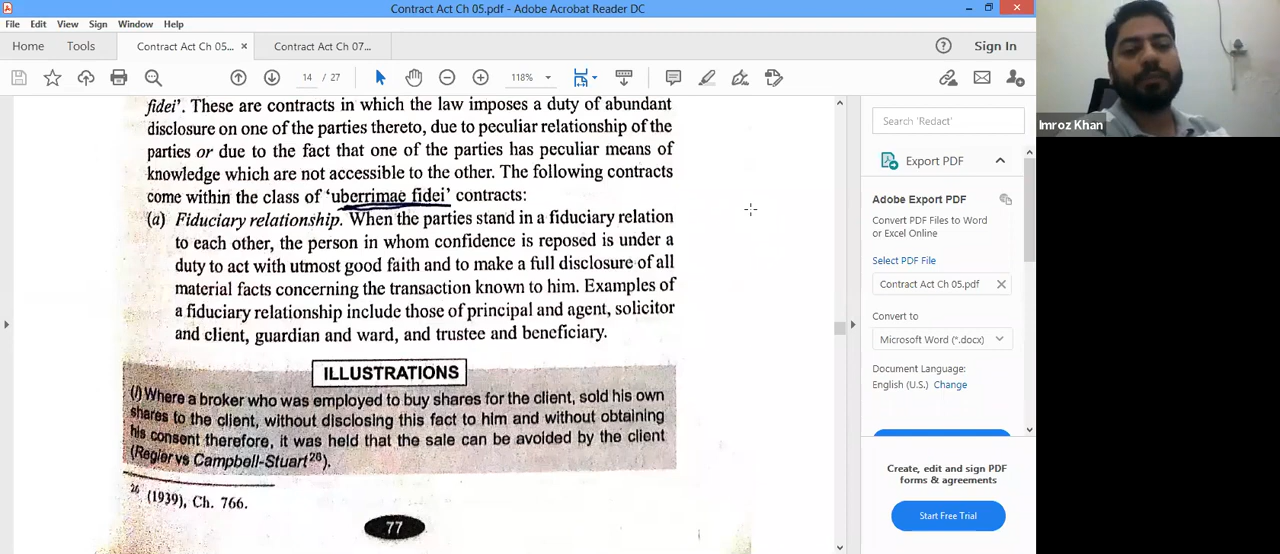 Contract Act Ch 05.pdf - Adobe Acrobat Reader DC
File Edit View Sign Window Help
Home Tools Contract Act Ch 05... × Contract Act Ch 07... Sign In
14 / 27 118%
fidei'. These are contracts in which the law imposes a duty of abundant
disclosure on one of the parties thereto, due to peculiar relationship of the
parties or due to the fact that one of the parties has peculiar means of
knowledge which are not accessible to the other. The following contracts
come within the class of 'uberrimae fidei' contracts:
(a) Fiduciary relationship. When the parties stand in a fiduciary relation
to each other, the person in whom confidence is reposed is under a
duty to act with utmost good faith and to make a full disclosure of all
material facts concerning the transaction known to him. Examples of
a fiduciary relationship include those of principal and agent, solicitor
and client, guardian and ward, and trustee and beneficiary.
ILLUSTRATIONS
(i) Where a broker who was employed to buy shares for the client, sold his own
shares to the client, without disclosing this fact to him and without obtaining
his consent therefore, it was held that the sale can be avoided by the client
(Regier vs Campbell-Stuart26).
26 (1939), Ch. 766.
77
Search 'Redact'
Export PDF
Adobe Export PDF
Convert PDF Files to Word
or Excel Online
Select PDF File
Contract Act Ch 05.pdf
Convert to
Microsoft Word (*.docx)
Document Language:
English (U.S.) Change
Create, edit and sign PDF
forms & agreements
Start Free Trial
Imroz Khan